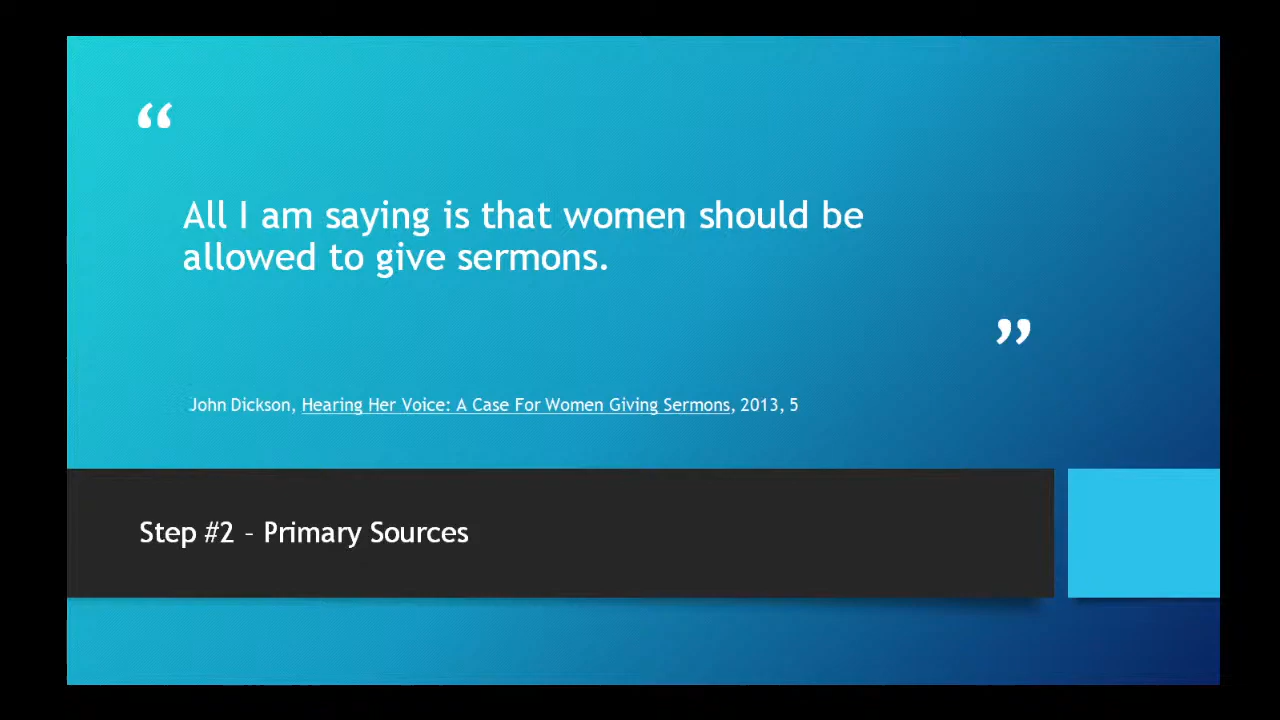 “
All I am saying is that women should be
allowed to give sermons.
”
John Dickson, Hearing Her Voice: A Case For Women Giving Sermons, 2013, 5
Step #2 – Primary Sources